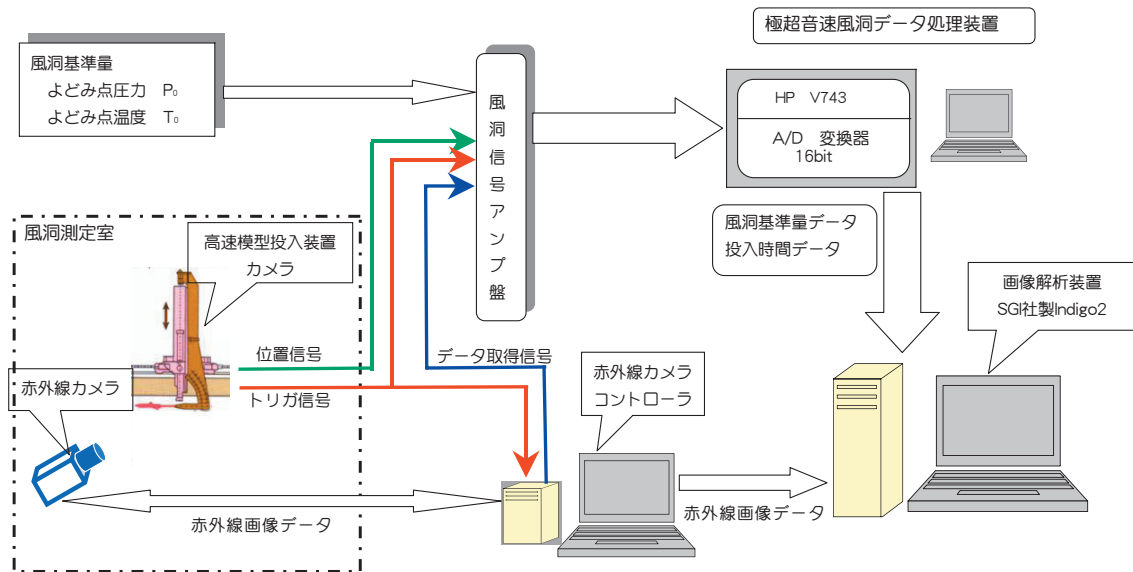 極超音速風洞データ処理装置
風洞基準量
よどみ点圧力 P₀
よどみ点温度 T₀
風洞信号アンプ盤
HP V743
A/D 変換器
16bit
風洞基準量データ
投入時間データ
風洞測定室
高速模型投入装置
カメラ
画像解析装置
SGI社製Indigo2
位置信号
データ取得信号
赤外線カメラ
トリガ信号
赤外線カメラ
コントローラ
赤外線画像データ
赤外線画像データ